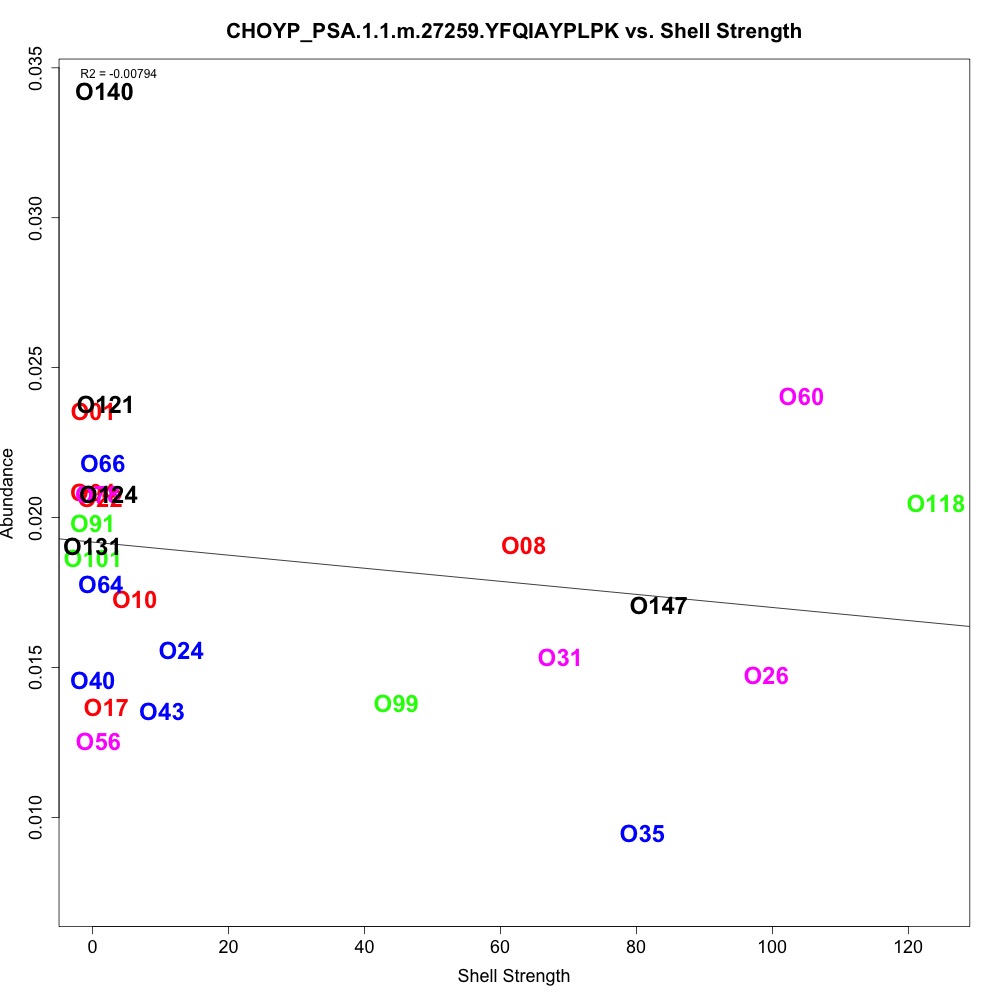 CHOYP_PSA.1.1.m.27259.YFQIAYPLPK vs. Shell Strength
R2 = -0.00794
O140
O121
O01
O60
O66
O124
O22
O118
O91
O131
O08
O101
O64
O10
O147
O24
O31
O40
O26
O17
O43
O99
O56
O35
0.035
0.030
0.025
0.020
0.015
0.010
Abundance
0 20 40 60 80 100 120
Shell Strength